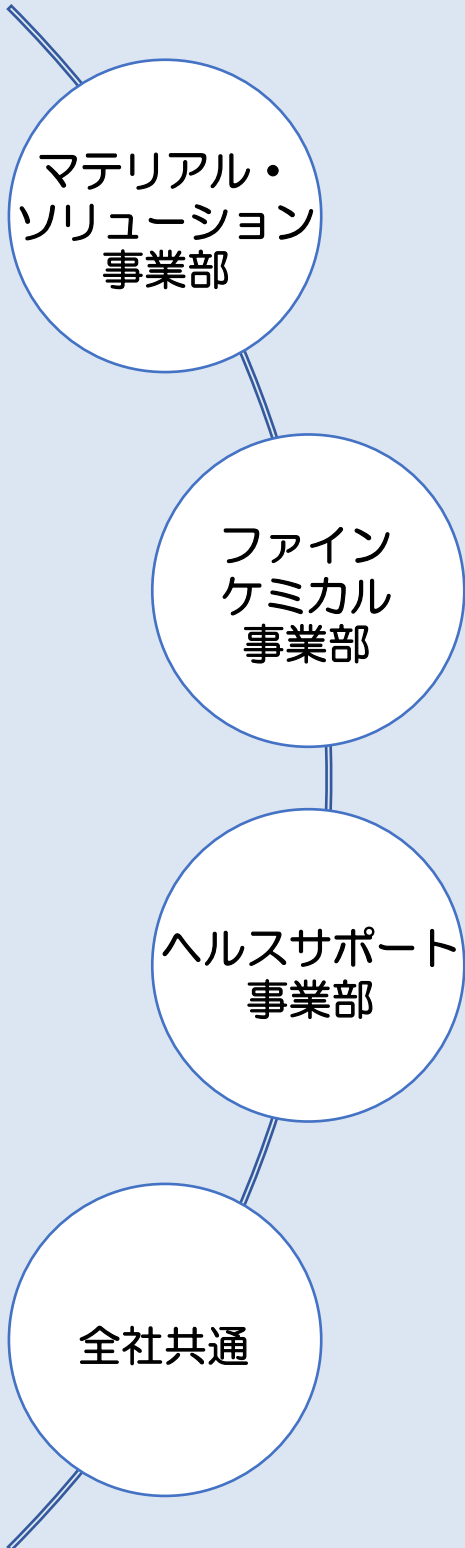 マテリアル・
ソリューション
事業部
ファイン
ケミカル
事業部
ヘルスサポート
事業部
全社共通